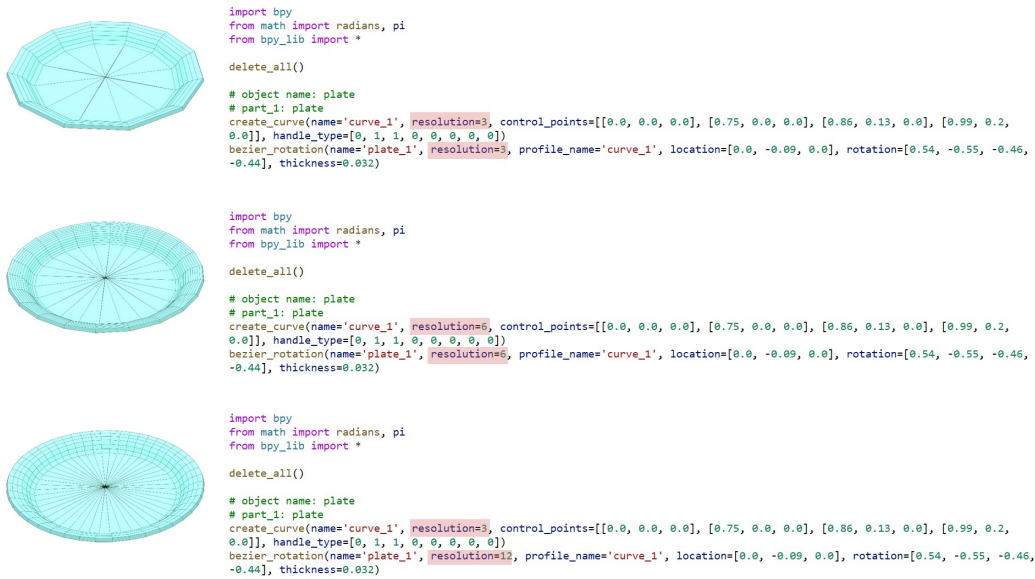 import bpy
from math import radians, pi
from bpy_lib import *
delete_all()
# object name: plate
# part_1: plate
create_curve(name='curve_1', resolution=3, control_points=[[0.0, 0.0, 0.0], [0.75, 0.0, 0.0], [0.86, 0.13, 0.0], [0.99, 0.2,
0.0]], handle_type=[0, 1, 1, 0, 0, 0, 0, 0])
bezier_rotation(name='plate_1', resolution=3, profile_name='curve_1', location=[0.0, -0.09, 0.0], rotation=[0.54, -0.55, -0.46,
-0.44], thickness=0.032)
import bpy
from math import radians, pi
from bpy_lib import *
delete_all()
# object name: plate
# part_1: plate
create_curve(name='curve_1', resolution=6, control_points=[[0.0, 0.0, 0.0], [0.75, 0.0, 0.0], [0.86, 0.13, 0.0], [0.99, 0.2,
0.0]], handle_type=[0, 1, 1, 0, 0, 0, 0, 0])
bezier_rotation(name='plate_1', resolution=6, profile_name='curve_1', location=[0.0, -0.09, 0.0], rotation=[0.54, -0.55, -0.46,
-0.44], thickness=0.032)
import bpy
from math import radians, pi
from bpy_lib import *
delete_all()
# object name: plate
# part_1: plate
create_curve(name='curve_1', resolution=3, control_points=[[0.0, 0.0, 0.0], [0.75, 0.0, 0.0], [0.86, 0.13, 0.0], [0.99, 0.2,
0.0]], handle_type=[0, 1, 1, 0, 0, 0, 0, 0])
bezier_rotation(name='plate_1', resolution=12, profile_name='curve_1', location=[0.0, -0.09, 0.0], rotation=[0.54, -0.55, -0.46,
-0.44], thickness=0.032)